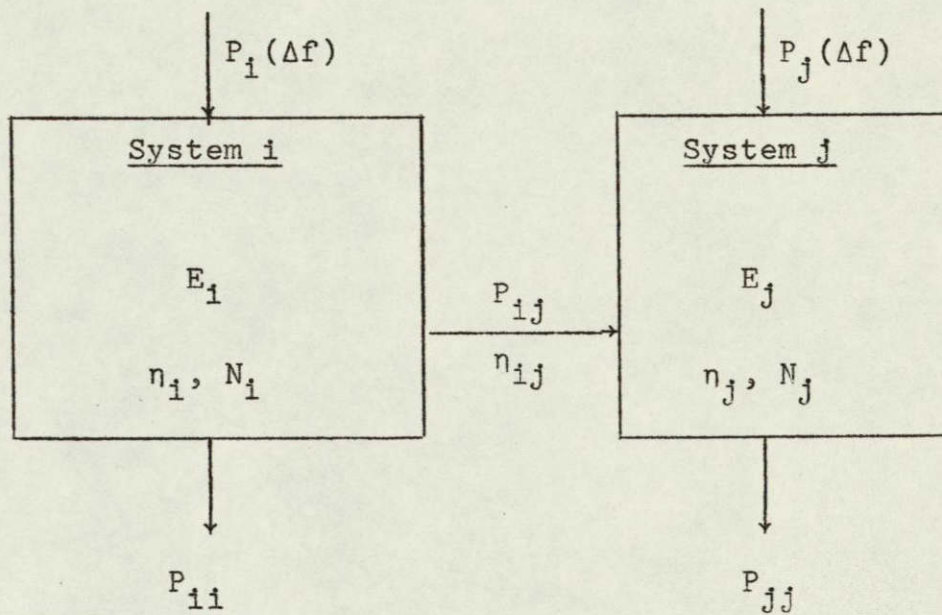 P_i(Δf) P_j(Δf)
System i System j
E_i P_ij E_j
η_ij
η_i, N_i η_j, N_j
P_ii P_jj